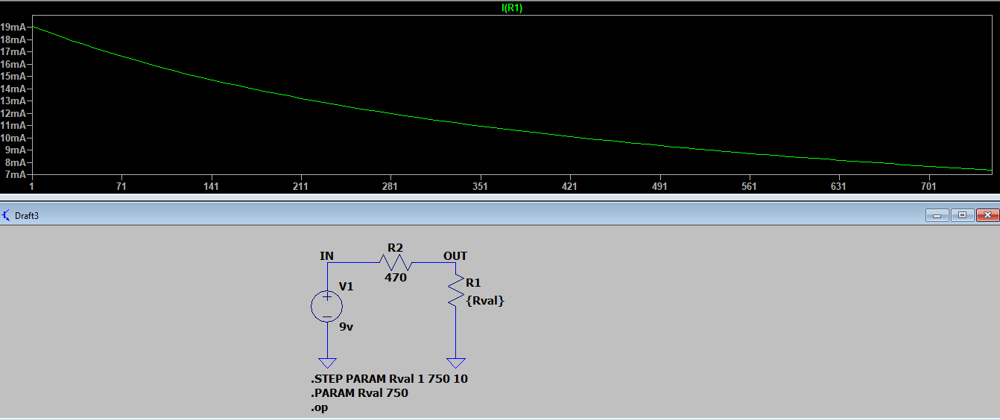 I(R1)
19mA
18mA
17mA
16mA
15mA
14mA
13mA
12mA
11mA
10mA
9mA
8mA
7mA
1 71 141 211 281 351 421 491 561 631 701
Draft3
IN R2 OUT
470
V1 R1
{Rval}
9v
.STEP PARAM Rval 1 750 10
.PARAM Rval 750
.op